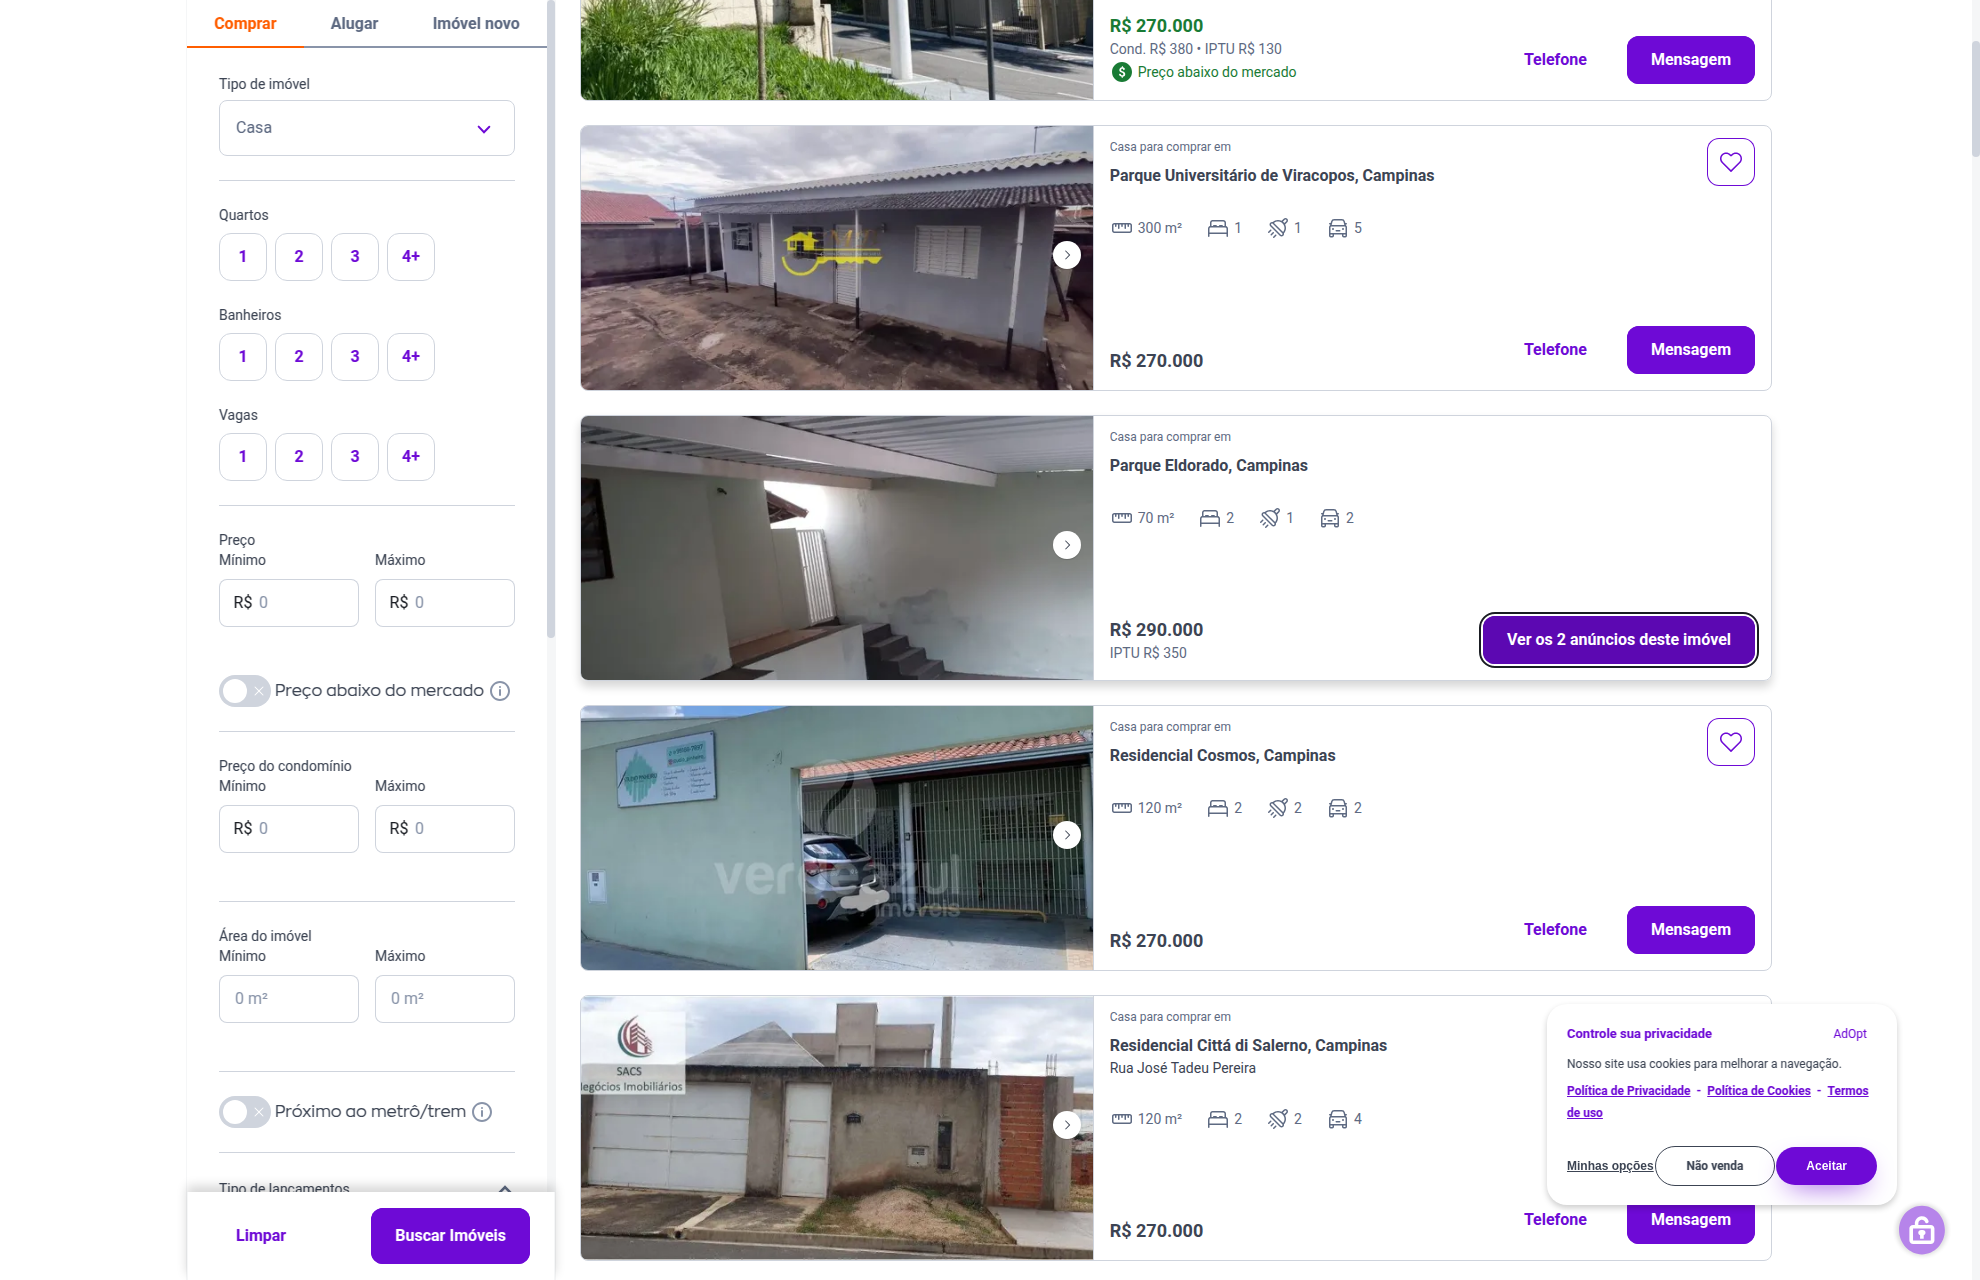 Comprar
Alugar
Imóvel novo
Tipo de imóvel
Casa
Quartos
1
2
3
4+
Banheiros
1
2
3
4+
Vagas
1
2
3
4+
Preço
Mínimo
Máximo
R$ 0
R$ 0
Preço abaixo do mercado
Preço do condomínio
Mínimo
Máximo
R$ 0
R$ 0
Área do imóvel
Mínimo
Máximo
0 m²
0 m²
Próximo ao metrô/trem
Tipo de lançamentos
Limpar
Buscar Imóveis
R$ 270.000
Cond. R$ 380 • IPTU R$ 130
Preço abaixo do mercado
Telefone
Mensagem
Casa para comprar em
Parque Universitário de Viracopos, Campinas
300 m²
1
1
5
R$ 270.000
Telefone
Mensagem
Casa para comprar em
Parque Eldorado, Campinas
70 m²
2
1
2
R$ 290.000
IPTU R$ 350
Ver os 2 anúncios deste imóvel
verdeazul
imóveis
Casa para comprar em
Residencial Cosmos, Campinas
120 m²
2
2
2
R$ 270.000
Telefone
Mensagem
SACS
Negócios Imobiliários
Casa para comprar em
Residencial Cittá di Salerno, Campinas
Rua José Tadeu Pereira
120 m²
2
2
4
R$ 270.000
Telefone
Mensagem
Controle sua privacidade
AdOpt
Nosso site usa cookies para melhorar a navegação.
Política de Privacidade - Política de Cookies - Termos
de uso
Minhas opções
Não venda
Aceitar